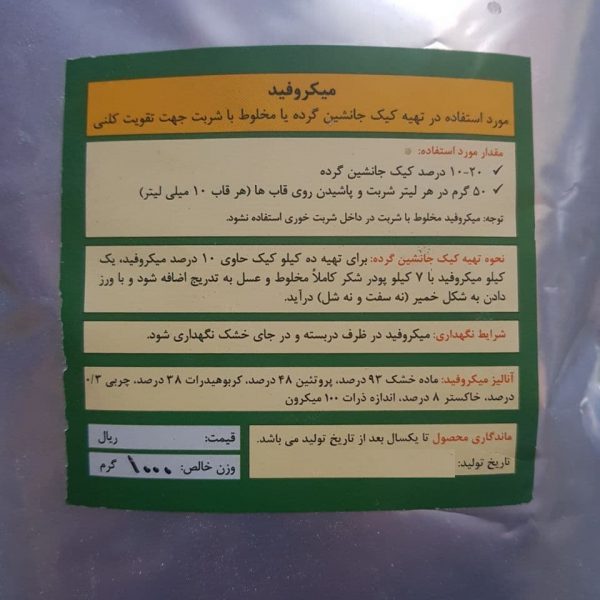 میکروفید
مورد استفاده در تهیه کیک جانشین گرده یا مخلوط با شربت جهت تقویت کلنی
مقدار مورد استفاده:
✓ ۱۰-۲۰ درصد کیک جانشین گرده
✓ ۵۰ گرم در هر لیتر شربت و پاشیدن روی قاب ها (هر قاب ۱۰ میلی لیتر)
توجه: میکروفید مخلوط با شربت در داخل شربت خوری استفاده نشود.
نحوه تهیه کیک جانشین گرده: برای تهیه ده کیلو کیک حاوی ۱۰ درصد میکروفید، یک
کیلو میکروفید با ۷ کیلو پودر شکر کاملاً مخلوط و عسل به تدریج اضافه شود و با ورز
دادن به شکل خمیر (نه سفت و نه شل) درآید.
شرایط نگهداری: میکروفید در ظرف دربسته و در جای خشک نگهداری شود.
آنالیز میکروفید: ماده خشک ۹۳ درصد، پروتئین ۴۸ درصد، کربوهیدرات ۳۸ درصد، چربی ۰/۳
درصد، خاکستر ۸ درصد، اندازه ذرات ۱۰۰ میکرون
ماندگاری محصول تا یکسال بعد از تاریخ تولید می باشد.
تاریخ تولید:
قیمت: ریال
وزن خالص: ۱۰۰۰ گرم